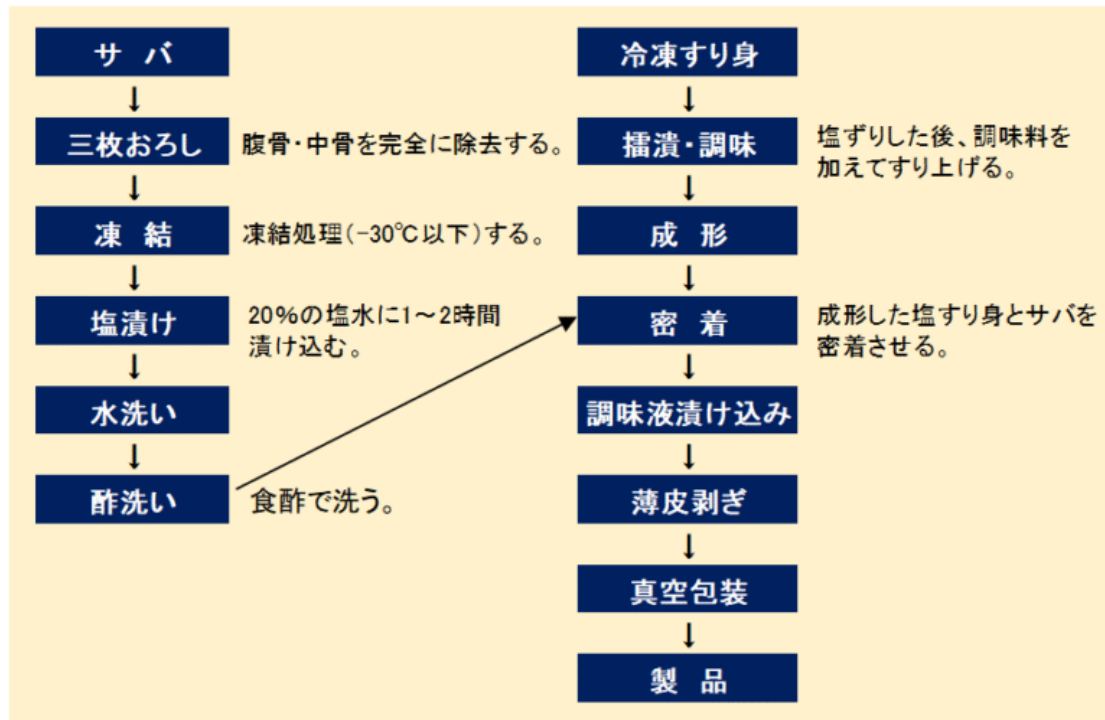 サ バ
↓
三枚おろし
腹骨・中骨を完全に除去する。
↓
凍 結
凍結処理(-30℃以下)する。
↓
塩漬け
20%の塩水に1～2時間
漬け込む。
↓
水洗い
↓
酢洗い
食酢で洗う。
冷凍すり身
↓
擂潰・調味
塩ずりした後、調味料を
加えてすり上げる。
↓
成 形
↓
密 着
成形した塩すり身とサバを
密着させる。
↓
調味液漬け込み
↓
薄皮剥ぎ
↓
真空包装
↓
製 品